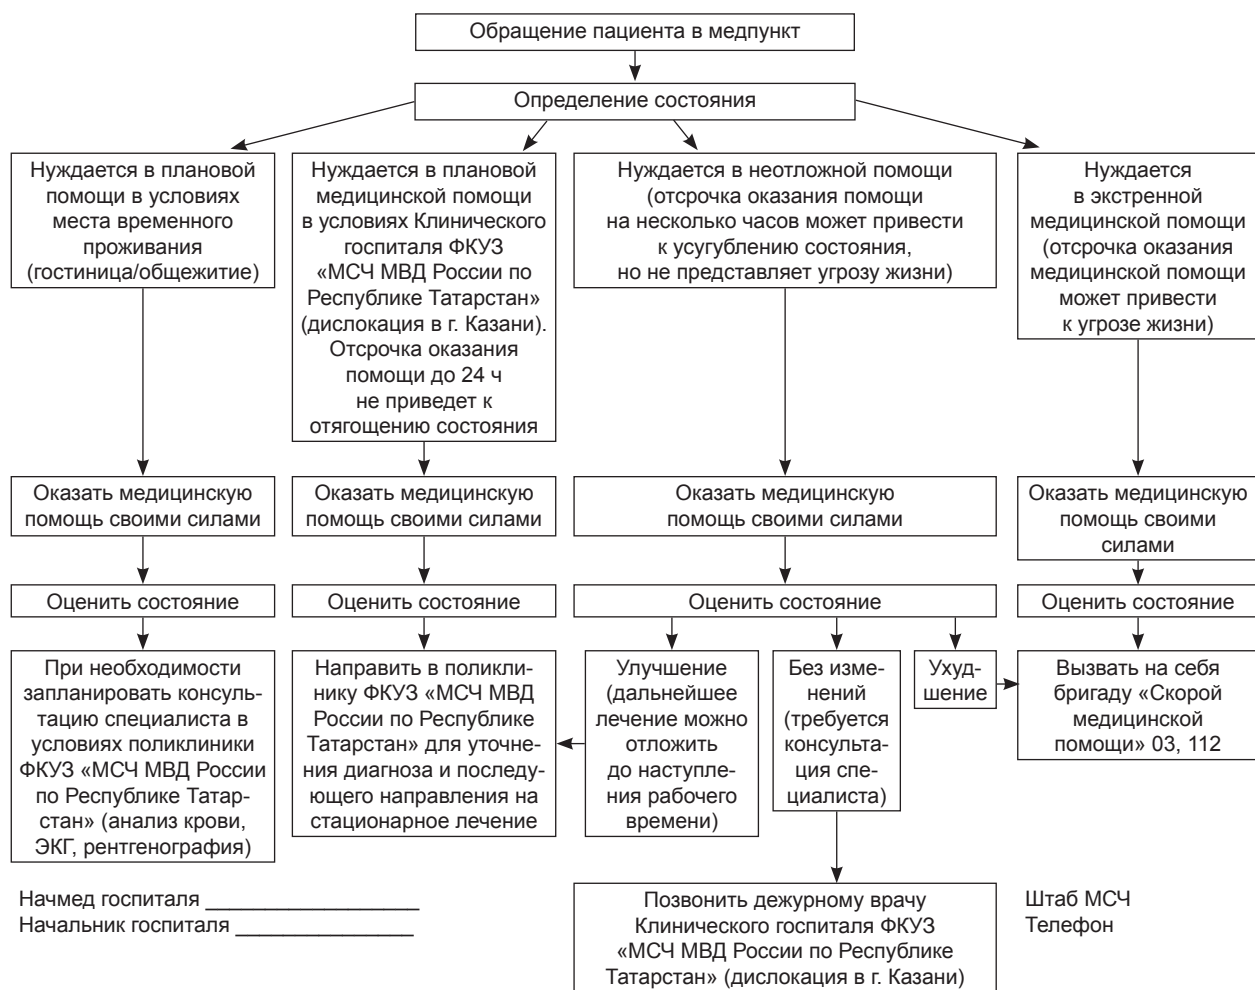 Обращение пациента в медпункт
Определение состояния
Нуждается в плановой
помощи в условиях
места временного
проживания
(гостиница/общежитие)
Нуждается в плановой
медицинской помощи
в условиях Клинического
госпиталя ФКУЗ
«МСЧ МВД России по
Республике Татарстан»
(дислокация в г. Казани).
Отсрочка оказания
помощи до 24 ч
не приведет к
отягощению состояния
Нуждается в неотложной помощи
(отсрочка оказания помощи
на несколько часов может привести
к усугублению состояния,
но не представляет угрозу жизни)
Нуждается
в экстренной
медицинской помощи
(отсрочка оказания
медицинской помощи
может привести
к угрозе жизни)
Оказать медицинскую
помощь своими силами
Оказать медицинскую
помощь своими силами
Оказать медицинскую
помощь своими силами
Оказать медицинскую
помощь своими
силами
Оценить состояние
Оценить состояние
Оценить состояние
Оценить состояние
При необходимости
запланировать консуль-
тацию специалиста в
условиях поликлиники
ФКУЗ «МСЧ МВД России
по Республике Татар-
стан» (анализ крови,
ЭКГ, рентгенография)
Направить в поликли-
нику ФКУЗ «МСЧ МВД
России по Республике
Татарстан» для уточне-
ния диагноза и последу-
ющего направления на
стационарное лечение
Улучшение
(дальнейшее
лечение можно
отложить
до наступле-
ния рабочего
времени)
Без изме-
нений
(требуется
консульта-
ция спе-
циалиста)
Ухуд-
шение
Вызвать на себя
бригаду «Скорой
медицинской
помощи» 03, 112
Позвонить дежурному врачу
Клинического госпиталя ФКУЗ
«МСЧ МВД России по Республике
Татарстан» (дислокация в г. Казани)
Начмед госпиталя ___________________
Начальник госпиталя ________________
Штаб МСЧ
Телефон